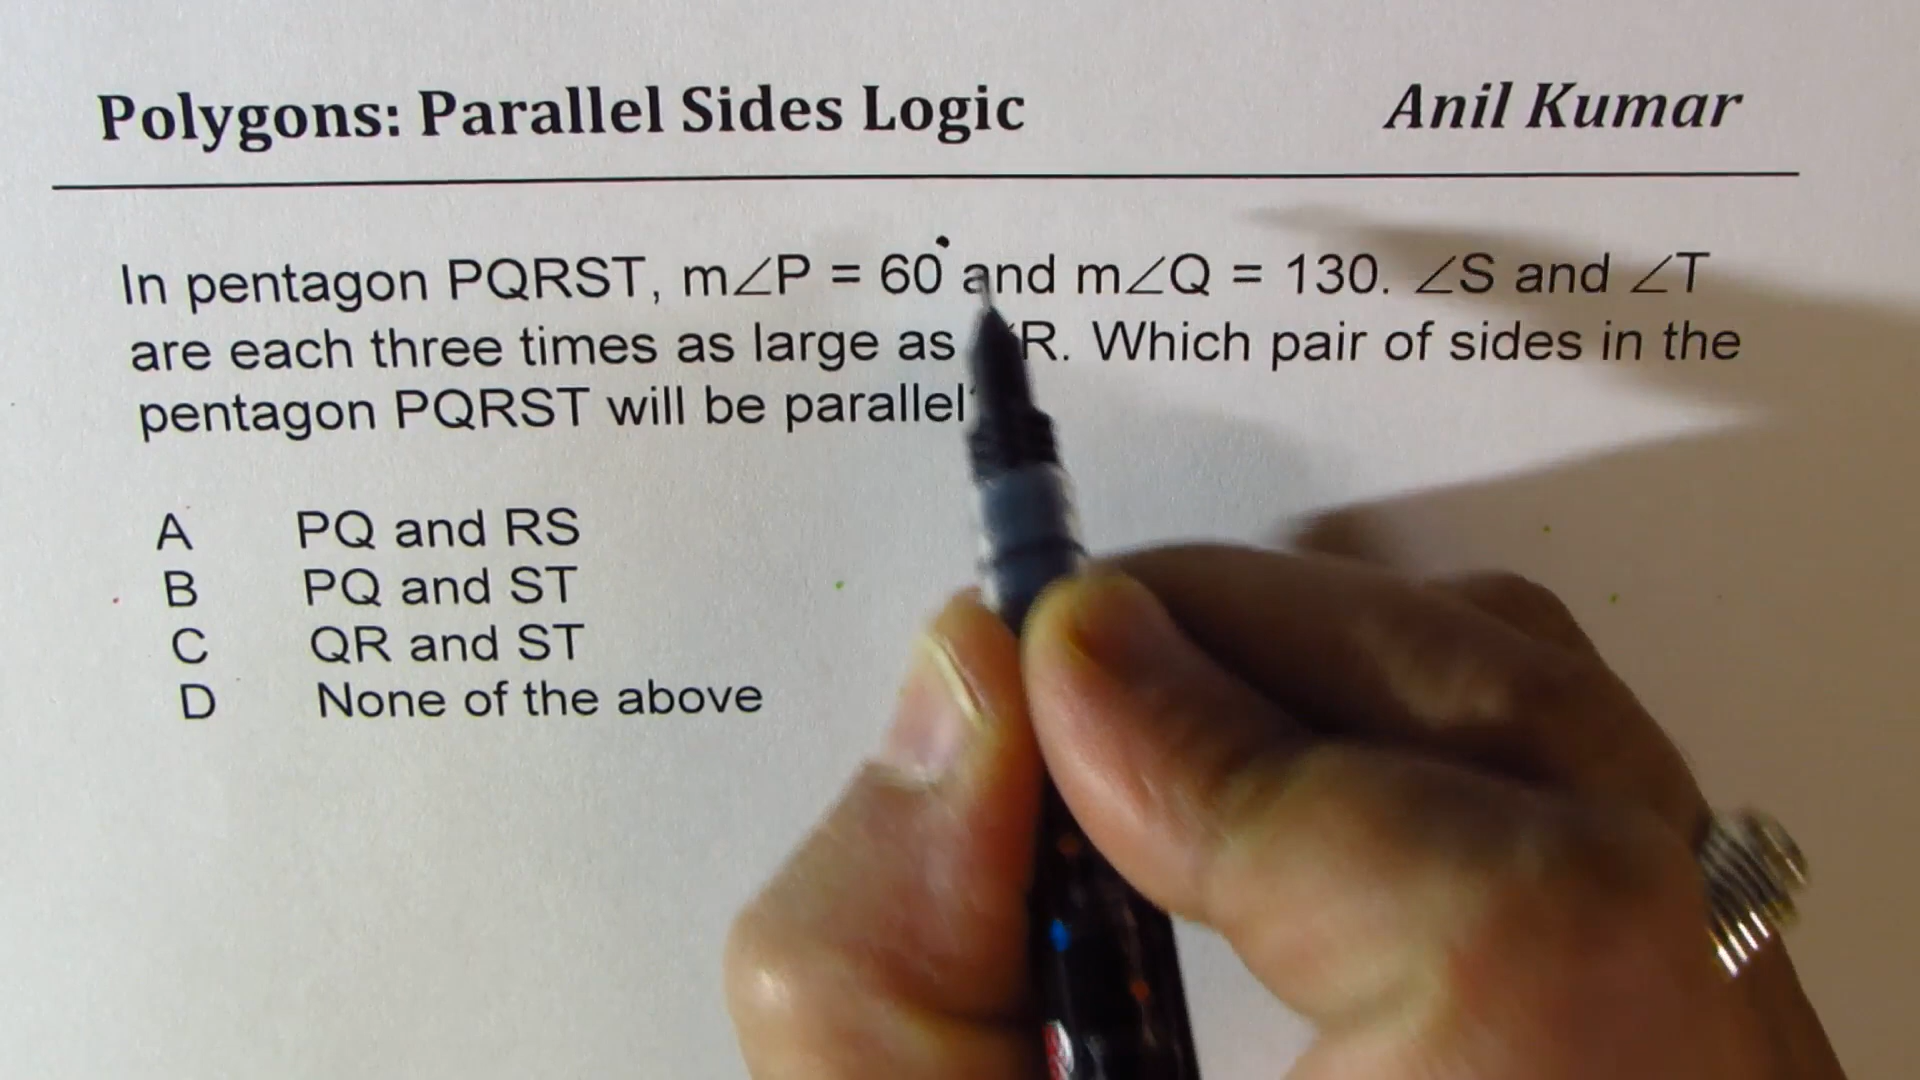 Polygons: Parallel Sides Logic Anil Kumar
In pentagon PQRST, m∠P = 60° and m∠Q = 130. ∠S and ∠T
are each three times as large as R. Which pair of sides in the
pentagon PQRST will be parallel
A PQ and RS
B PQ and ST
C QR and ST
D None of the above